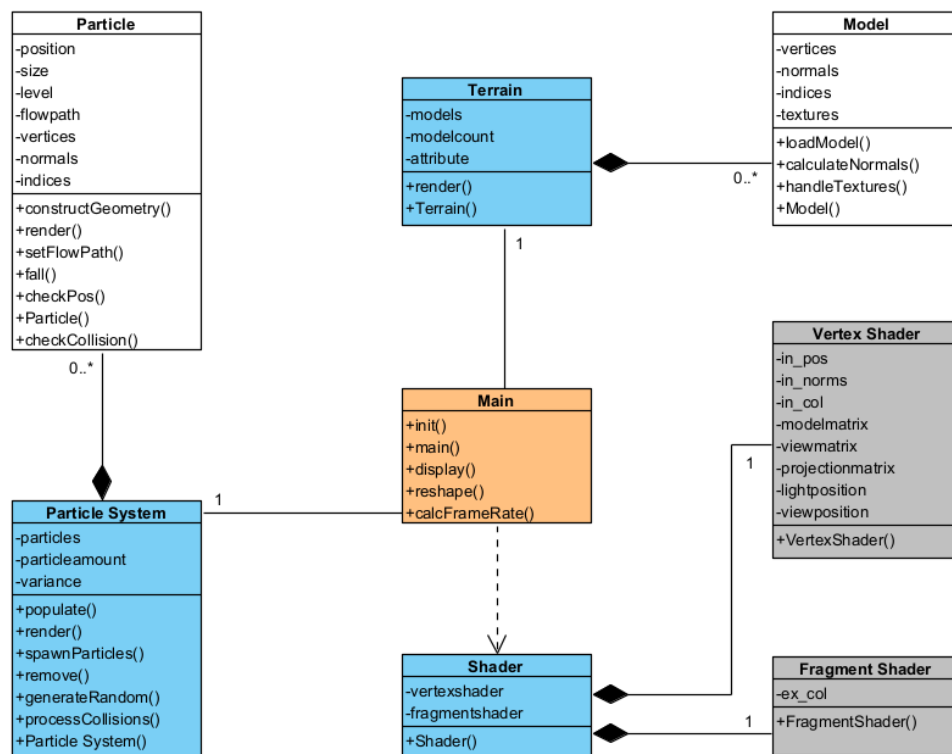 Particle
-position
-size
-level
-flowpath
-vertices
-normals
-indices
+constructGeometry()
+render()
+setFlowPath()
+fall()
+checkPos()
+Particle()
+checkCollision()
0..*
Terrain
-models
-modelcount
-attribute
+render()
+Terrain()
1
0..*
Model
-vertices
-normals
-indices
-textures
+loadModel()
+calculateNormals()
+handleTextures()
+Model()
Main
+init()
+main()
+display()
+reshape()
+calcFrameRate()
1
Vertex Shader
-in_pos
-in_norms
-in_col
-modelmatrix
-viewmatrix
-projectionmatrix
-lightposition
-viewposition
+VertexShader()
1
Particle System
-particles
-particleamount
-variance
+populate()
+render()
+spawnParticles()
+remove()
+generateRandom()
+processCollisions()
+Particle System()
Shader
-vertexshader
-fragmentshader
+Shader()
1
Fragment Shader
-ex_col
+FragmentShader()